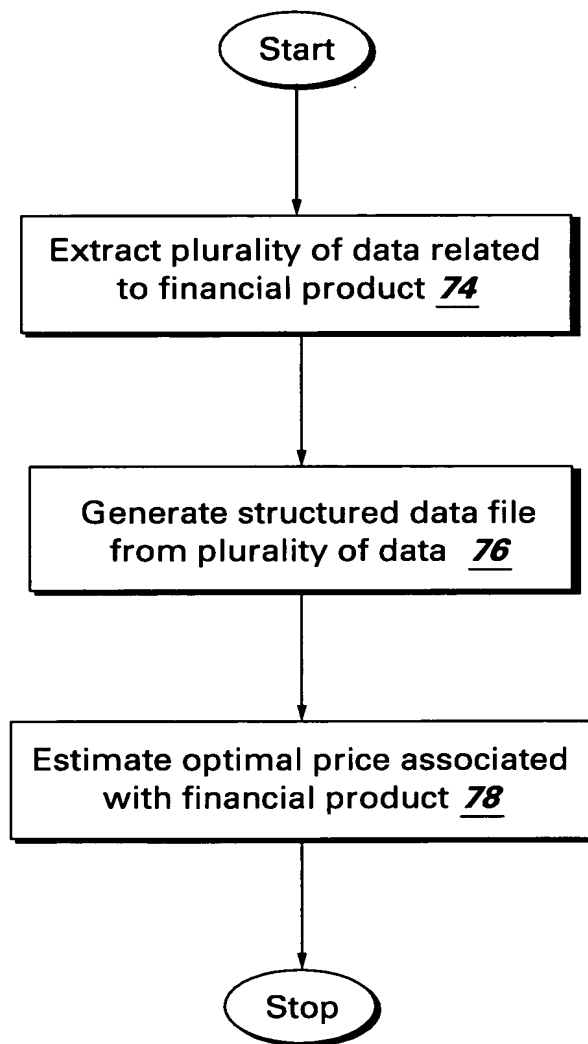 Start
Extract plurality of data related
to financial product 74
Generate structured data file
from plurality of data 76
Estimate optimal price associated
with financial product 78
Stop